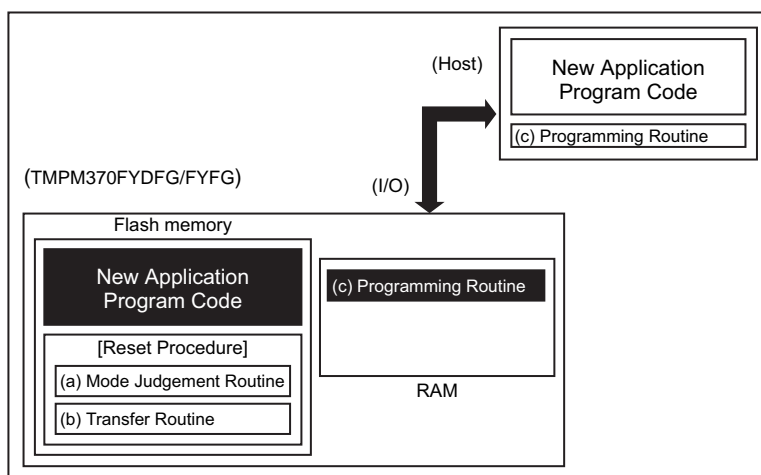 (Host)
New Application
Program Code
(c) Programming Routine
(TMPM370FYDFG/FYFG)
(I/O)
Flash memory
New Application
Program Code
[Reset Procedure]
(a) Mode Judgement Routine
(b) Transfer Routine
(c) Programming Routine
RAM